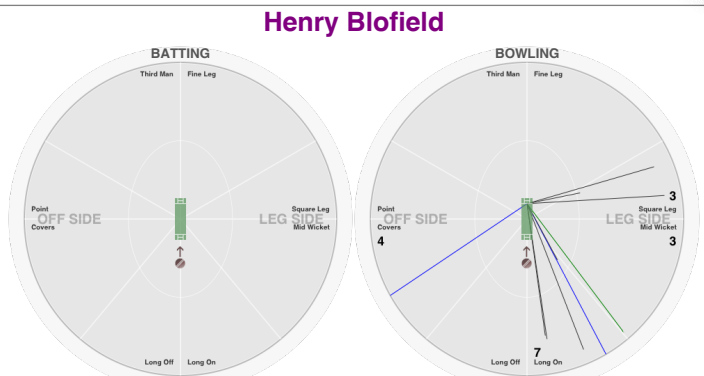 Henry Blofield
BATTING
Third Man Fine Leg
Point
OFF SIDE
Covers
Square Leg
LEG SIDE
Mid Wicket
Long Off Long On
BOWLING
Third Man Fine Leg
Point
OFF SIDE
Covers
4
3
Square Leg
LEG SIDE
Mid Wicket
3
7
Long Off Long On